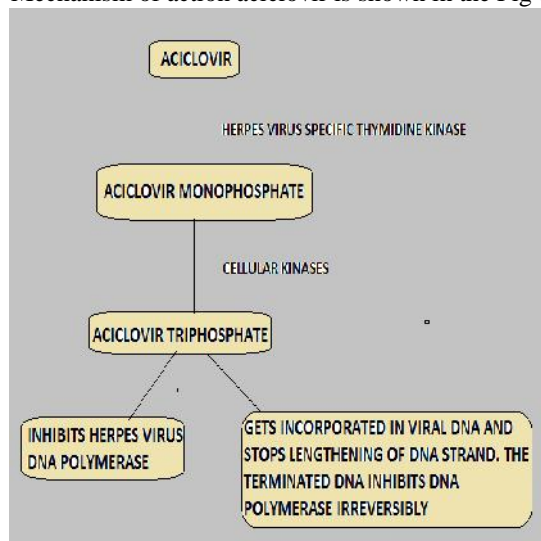 Mechanism of action aciclovir is shown in the Fig
ACICLOVIR
HERPES VIRUS SPECIFIC THYMIDINE KINASE
ACICLOVIR MONOPHOSPHATE
CELLULAR KINASES
ACICLOVIR TRIPHOSPHATE
INHIBITS HERPES VIRUS
DNA POLYMERASE
GETS INCORPORATED IN VIRAL DNA AND
STOPS LENGTHENING OF DNA STRAND. THE
TERMINATED DNA INHIBITS DNA
POLYMERASE IRREVERSIBLY